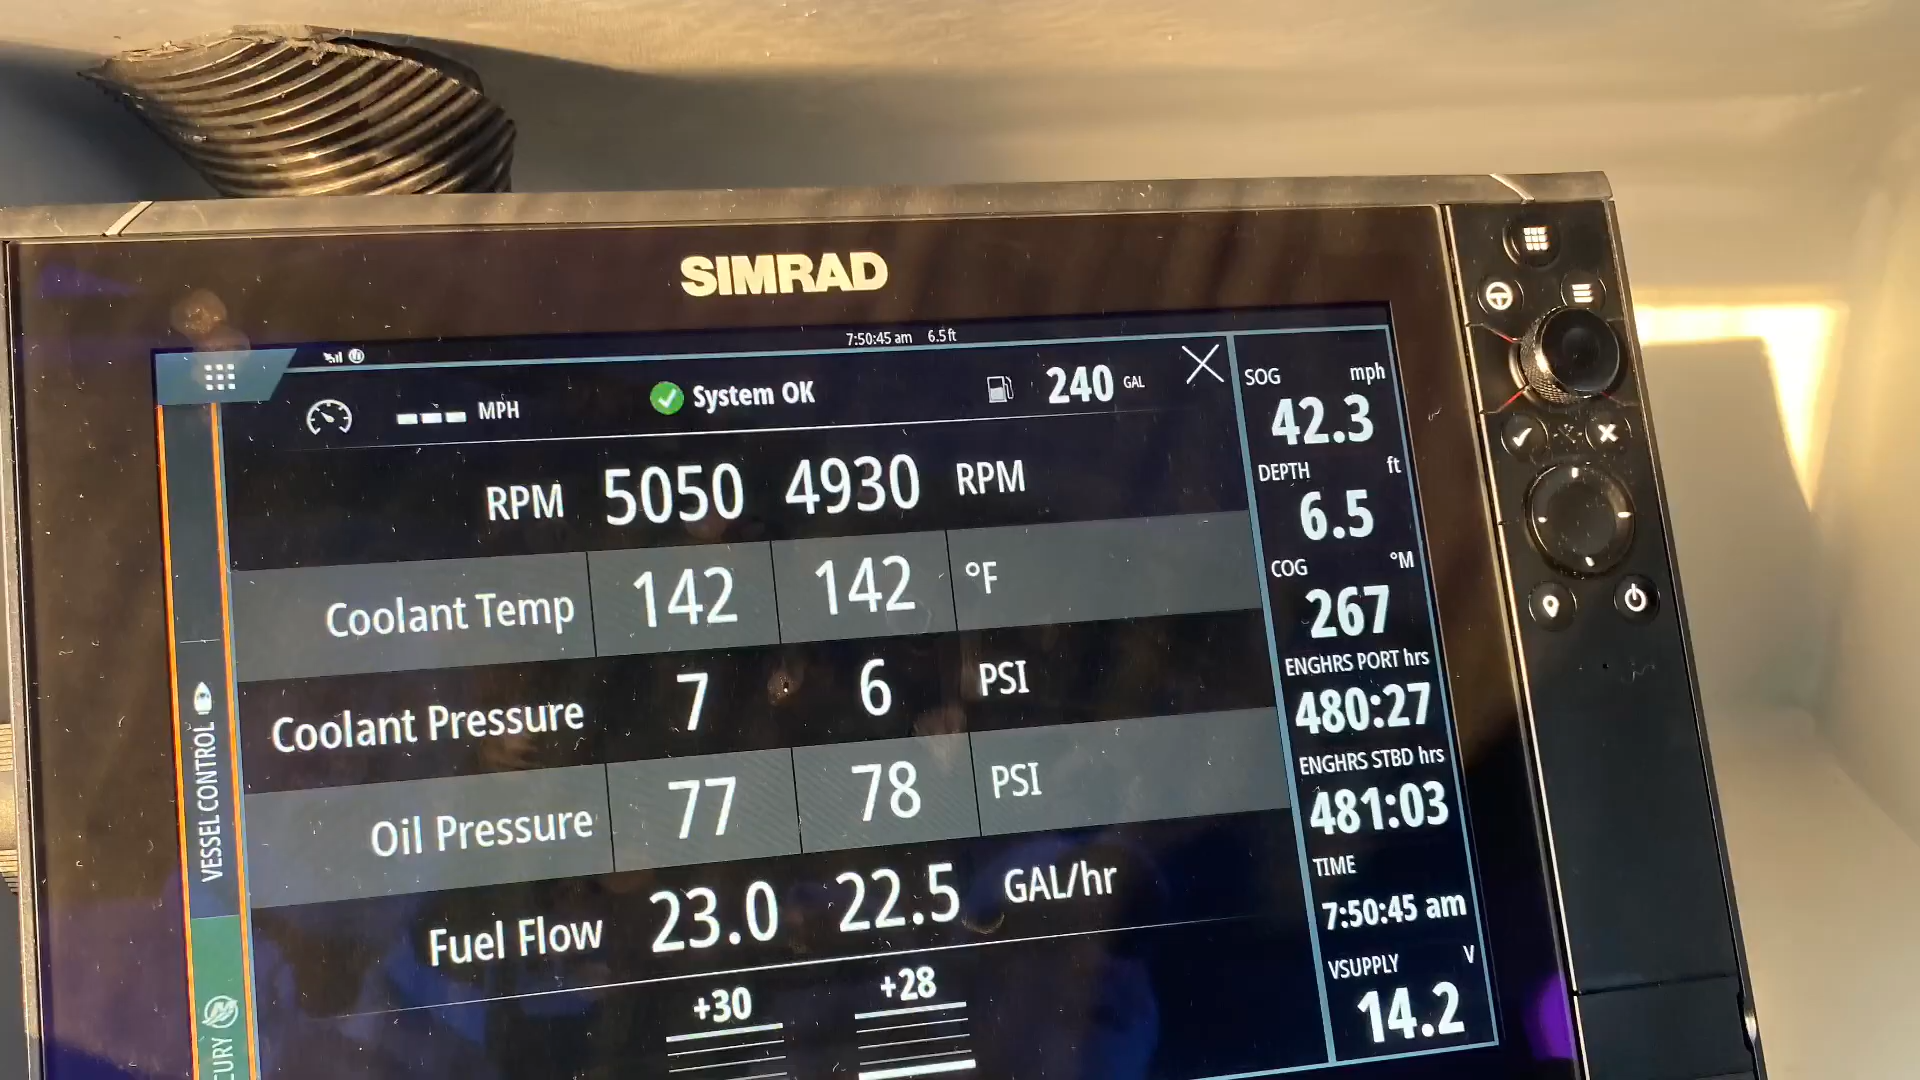 SIMRAD
7:50:45 am 6.5 ft
--- MPH System OK 240 GAL
RPM 5050 4930 RPM
Coolant Temp 142 142 °F
Coolant Pressure 7 6 PSI
Oil Pressure 77 78 PSI
Fuel Flow 23.0 22.5 GAL/hr
+30 +28
VESSEL CONTROL
SOG mph
42.3
DEPTH ft
6.5
COG °M
267
ENGHRS PORT hrs
480:27
ENGHRS STBD hrs
481:03
TIME
7:50:45 am
VSUPPLY V
14.2